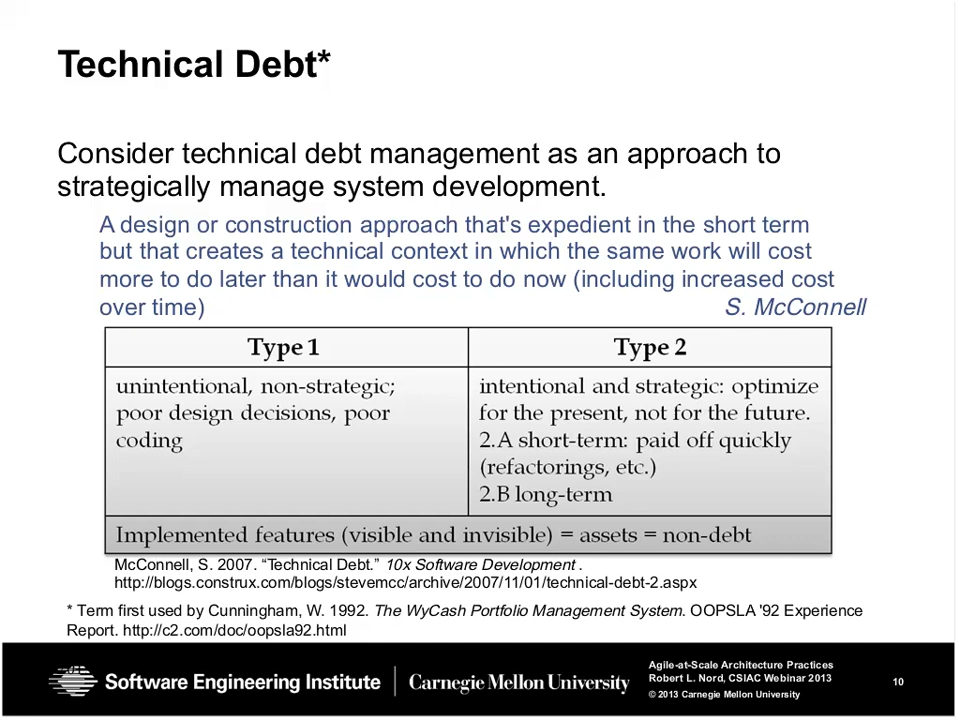 Technical Debt*
Consider technical debt management as an approach to
strategically manage system development.
A design or construction approach that's expedient in the short term
but that creates a technical context in which the same work will cost
more to do later than it would cost to do now (including increased cost
over time) S. McConnell
Type 1
unintentional, non-strategic;
poor design decisions, poor
coding
Type 2
intentional and strategic: optimize
for the present, not for the future.
2.A short-term: paid off quickly
(refactorings, etc.)
2.B long-term
Implemented features (visible and invisible) = assets = non-debt
McConnell, S. 2007. “Technical Debt.” 10x Software Development .
http://blogs.construx.com/blogs/stevemcc/archive/2007/11/01/technical-debt-2.aspx
* Term first used by Cunningham, W. 1992. The WyCash Portfolio Management System. OOPSLA '92 Experience
Report. http://c2.com/doc/oopsla92.html
Software Engineering Institute
Carnegie Mellon University
Agile-at-Scale Architecture Practices
Robert L. Nord, CSIAC Webinar 2013
© 2013 Carnegie Mellon University
10